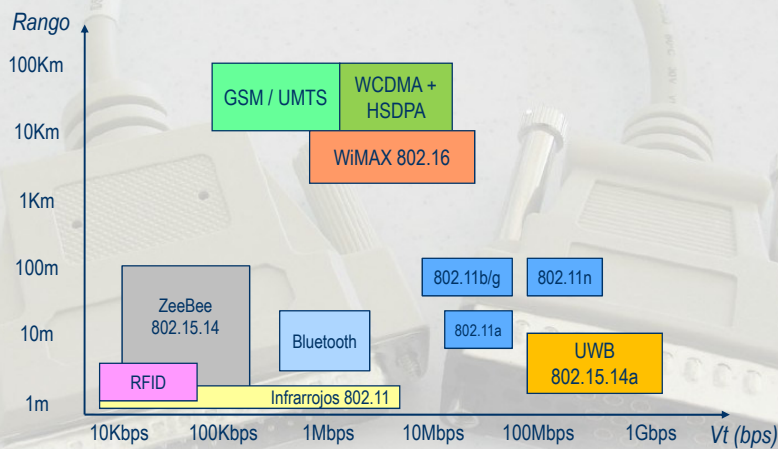 Rango
100Km
10Km
1Km
100m
10m
1m
GSM / UMTS
WCDMA +
HSDPA
WiMAX 802.16
ZeeBee
802.15.14
Bluetooth
802.11b/g
802.11n
802.11a
UWB
802.15.14a
RFID
Infrarrojos 802.11
10Kbps
100Kbps
1Mbps
10Mbps
100Mbps
1Gbps
Vt (bps)